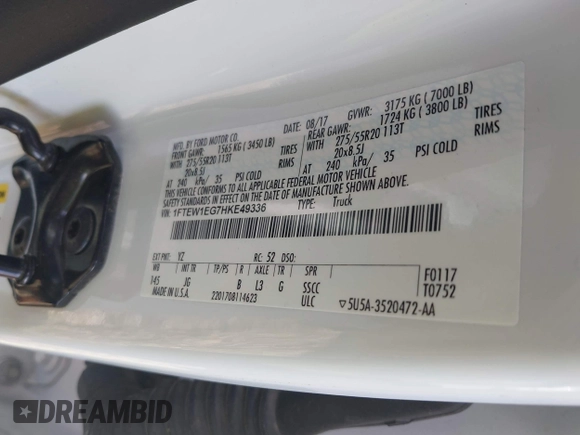 MFG. BY FORD MOTOR CO.
DATE: 08/17 GVWR: 3175 KG ( 7000 LB)
FRONT GAWR: 1565 KG ( 3450 LB) REAR GAWR: 1724 KG ( 3800 LB)
WITH 275/55R20 113T TIRES WITH 275/55R20 113T TIRES
20x8.5J RIMS 20x8.5J RIMS
AT 240 kPa/ 35 PSI COLD AT 240 kPa/ 35 PSI COLD
THIS VEHICLE CONFORMS TO ALL APPLICABLE FEDERAL MOTOR VEHICLE
SAFETY STANDARDS IN EFFECT ON THE DATE OF MANUFACTURE SHOWN ABOVE.
VIN: 1FTEW1EG7HKE49336 TYPE: Truck
EXT PNT: YZ RC: 52 DSO:
WB INT TR TP/PS R AXLE TR SPR F0117
145 JG B L3 G SSCC T0752
MADE IN U.S.A. 2201708114623 ULC ▽5U5A-3520472-AA
DREAMBID